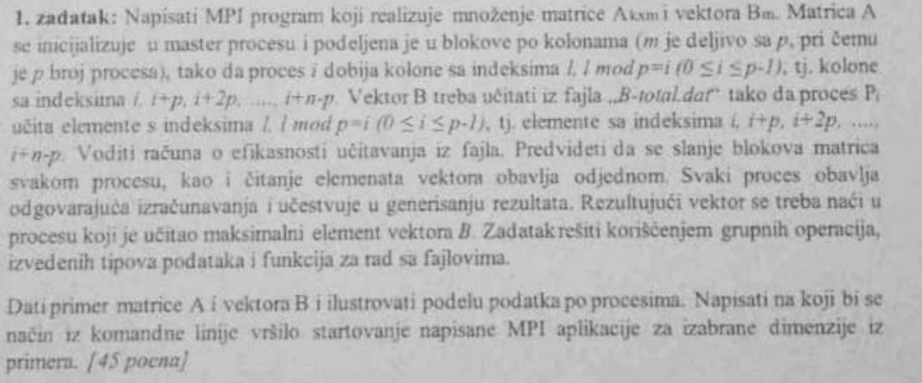 1. zadatak: Napisati MPI program koji realizuje množenje matrice Akxm i vektora Bm. Matrica A
se inicijalizuje u master procesu i podeljena je u blokove po kolonama (m je deljivo sa p, pri čemu
je p broj procesa), tako da proces i dobija kolone sa indeksima l, l mod p=i (0 ≤ i ≤ p-1), tj. kolone
sa indeksima i, i+p, i+2p, ...., i+n-p. Vektor B treba učitati iz fajla „B-total.dat“ tako da proces Pi
učita elemente s indeksima l, l mod p=i (0 ≤ i ≤ p-1), tj. elemente sa indeksima i, i+p, i+2p, ....,
i+n-p. Voditi računa o efikasnosti učitavanja iz fajla. Predvideti da se slanje blokova matrica
svakom procesu, kao i čitanje elemenata vektora obavlja odjednom. Svaki proces obavlja
odgovarajuća izračunavanja i učestvuje u generisanju rezultata. Rezultujući vektor se treba naći u
procesu koji je učitao maksimalni element vektora B. Zadatak rešiti korišćenjem grupnih operacija,
izvedenih tipova podataka i funkcija za rad sa fajlovima.
Dati primer matrice A i vektora B i ilustrovati podelu podatka po procesima. Napisati na koji bi se
način iz komandne linije vršilo startovanje napisane MPI aplikacije za izabrane dimenzije iz
primera. [45 poena]